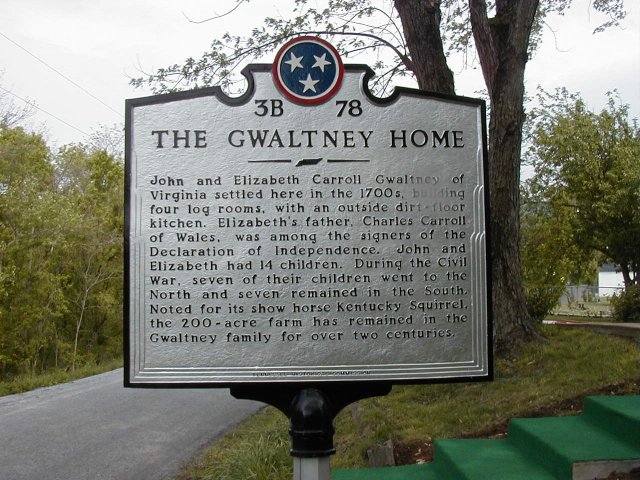 3B 78
THE GWALTNEY HOME
John and Elizabeth Carroll Gwaltney of
Virginia settled here in the 1700s, building
four log rooms, with an outside dirt-floor
kitchen. Elizabeth's father, Charles Carroll
of Wales, was among the signers of the
Declaration of Independence. John and
Elizabeth had 14 children. During the Civil
War, seven of their children went to the
North and seven remained in the South.
Noted for its show horse Kentucky Squirrel,
the 200-acre farm has remained in the
Gwaltney family for over two centuries.
TENNESSEE HISTORICAL COMMISSION